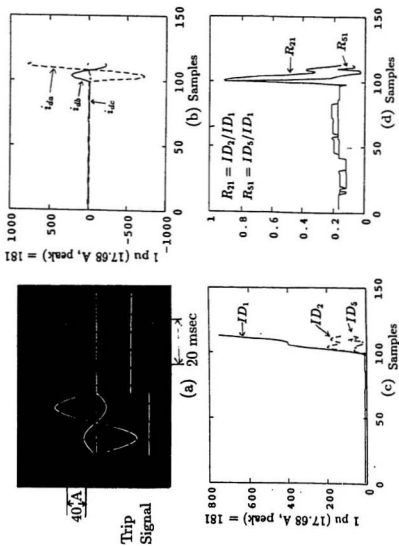 40 A
Trip
Signal
20 msec
(a)
1 pu (17.68 A, peak) = 181
1000
500
0
-500
-1000
i_da
i_db
i_dc
0
50
100
150
(b) Samples
1 pu (17.68 A, peak) = 181
800
600
400
200
0
ID_1
ID_2
ID_5
0
50
100
150
(c) Samples
1
0.8
0.6
0.4
0.2
0
R_21 = ID_2/ID_1
R_51 = ID_5/ID_1
R_21
R_51
0
50
100
150
(d) Samples